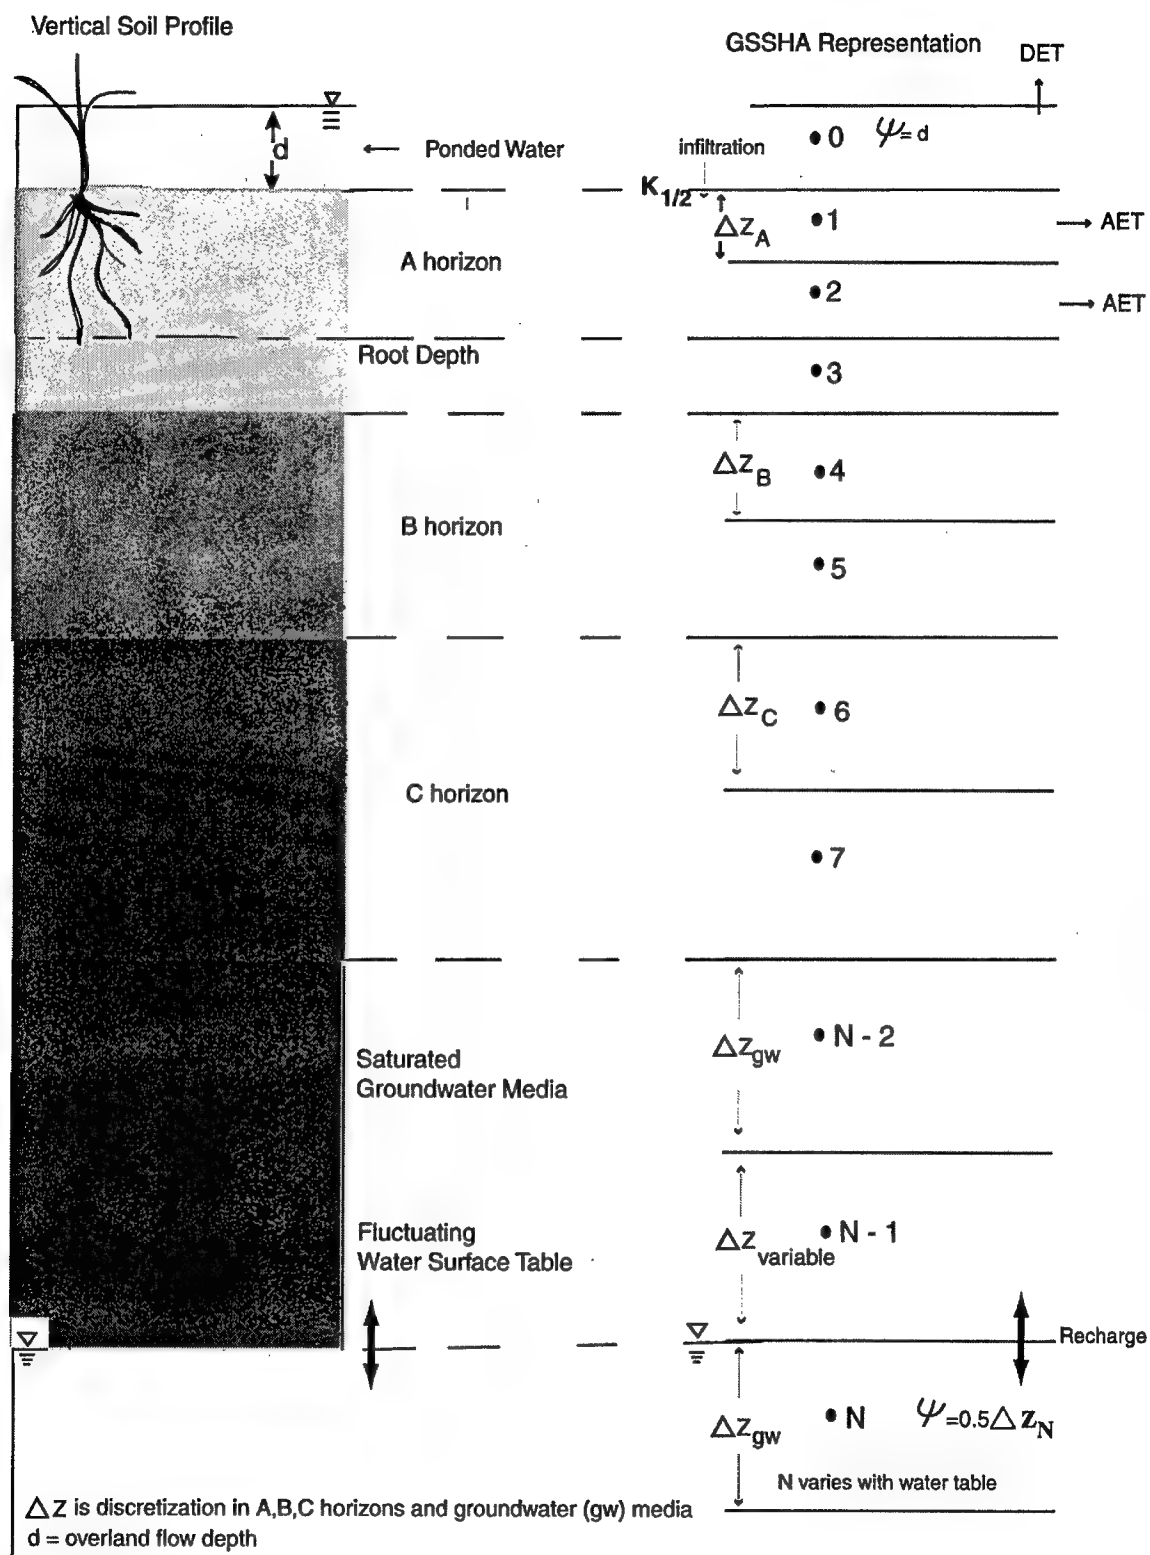 Vertical Soil Profile
GSSHA Representation
DET
d
Ponded Water
infiltration
0 ψ=d
K1/2
ΔzA
1
AET
A horizon
2
AET
Root Depth
3
ΔzB
4
B horizon
5
ΔzC
6
C horizon
7
Δzgw
N - 2
Saturated
Groundwater Media
Fluctuating
Water Surface Table
Δzvariable
N - 1
Recharge
Δzgw
N
ψ=0.5ΔzN
N varies with water table
Δz is discretization in A,B,C horizons and groundwater (gw) media
d = overland flow depth